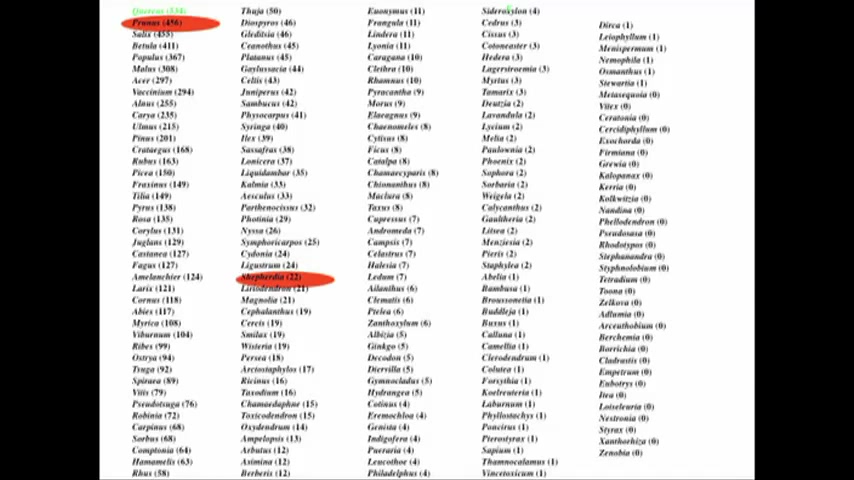 Quercus (534)
Prunus (456)
Salix (455)
Betula (411)
Populus (367)
Malus (308)
Acer (297)
Vaccinium (294)
Alnus (255)
Carya (235)
Ulmus (215)
Pinus (201)
Crataegus (168)
Rubus (163)
Picea (150)
Fraxinus (149)
Tilia (149)
Pyrus (138)
Rosa (135)
Corylus (131)
Juglans (129)
Castanea (127)
Fagus (127)
Amelanchier (124)
Larix (121)
Cornus (118)
Abies (117)
Myrica (108)
Viburnum (104)
Ribes (99)
Ostrya (94)
Tsuga (92)
Spiraea (89)
Vitis (79)
Pseudotsuga (76)
Robinia (72)
Carpinus (68)
Sorbus (68)
Comptonia (64)
Hamamelis (63)
Rhus (58)
Thuja (50)
Diospyros (46)
Gleditsia (46)
Ceanothus (45)
Platanus (45)
Gaylussacia (44)
Celtis (43)
Juniperus (42)
Sambucus (42)
Physocarpus (41)
Syringa (40)
Ilex (39)
Sassafras (38)
Lonicera (37)
Liquidambar (35)
Kalmia (33)
Aesculus (33)
Parthenocissus (32)
Photinia (29)
Nyssa (26)
Symphoricarpos (25)
Cydonia (24)
Ligustrum (24)
Shepherdia (22)
Liriodendron (21)
Magnolia (21)
Cephalanthus (19)
Cercis (19)
Smilax (19)
Wisteria (19)
Persea (18)
Arctostaphylos (17)
Ricinus (16)
Taxodium (16)
Chamaedaphne (15)
Toxicodendron (15)
Oxydendrum (14)
Ampelopsis (13)
Arbutus (12)
Asimina (12)
Berberis (12)
Euonymus (11)
Frangula (11)
Lindera (11)
Lyonia (11)
Caragana (10)
Clethra (10)
Rhamnus (10)
Pyracantha (9)
Morus (9)
Elaeagnus (9)
Chaenomeles (8)
Cytisus (8)
Ficus (8)
Catalpa (8)
Chamaecyparis (8)
Chionanthus (8)
Maclura (8)
Taxus (8)
Cupressus (7)
Andromeda (7)
Campsis (7)
Celastrus (7)
Halesia (7)
Ledum (7)
Ailanthus (6)
Clematis (6)
Ptelea (6)
Zanthoxylum (6)
Albizia (5)
Ginkgo (5)
Decodon (5)
Diervilla (5)
Gymnocladus (5)
Hydrangea (5)
Cotinus (4)
Eremochloa (4)
Genista (4)
Indigofera (4)
Pueraria (4)
Leucothoe (4)
Philadelphus (4)
Sideroxylon (4)
Cedrus (3)
Cissus (3)
Cotoneaster (3)
Hedera (3)
Lagerstroemia (3)
Myrtus (3)
Tamarix (3)
Deutzia (2)
Lavandula (2)
Lycium (2)
Melia (2)
Paulownia (2)
Phoenix (2)
Sophora (2)
Sorbaria (2)
Weigela (2)
Calycanthus (2)
Gaultheria (2)
Litsea (2)
Menziesia (2)
Pieris (2)
Staphylea (2)
Abelia (1)
Bambusa (1)
Broussonetia (1)
Buddleja (1)
Buxus (1)
Calluna (1)
Camellia (1)
Clerodendrum (1)
Colutea (1)
Forsythia (1)
Koelreuteria (1)
Laburnum (1)
Phyllostachys (1)
Poncirus (1)
Pterostyrax (1)
Sapium (1)
Thamnocalamus (1)
Vincetoxicum (1)
Dirca (1)
Leiophyllum (1)
Menispermum (1)
Nemophila (1)
Osmanthus (1)
Stewartia (1)
Metasequoia (0)
Vitex (0)
Ceratonia (0)
Cercidiphyllum (0)
Exochorda (0)
Firmiana (0)
Grewia (0)
Kalopanax (0)
Kerria (0)
Kolkwitzia (0)
Nandina (0)
Phellodendron (0)
Pseudosasa (0)
Rhodotypos (0)
Stephanandra (0)
Styphnolobium (0)
Tetradium (0)
Toona (0)
Zelkova (0)
Adlumia (0)
Arceuthobium (0)
Berchemia (0)
Borrichia (0)
Cladrastis (0)
Empetrum (0)
Eubotrys (0)
Itea (0)
Loiseleuria (0)
Nestronia (0)
Styrax (0)
Xanthorhiza (0)
Zenobia (0)